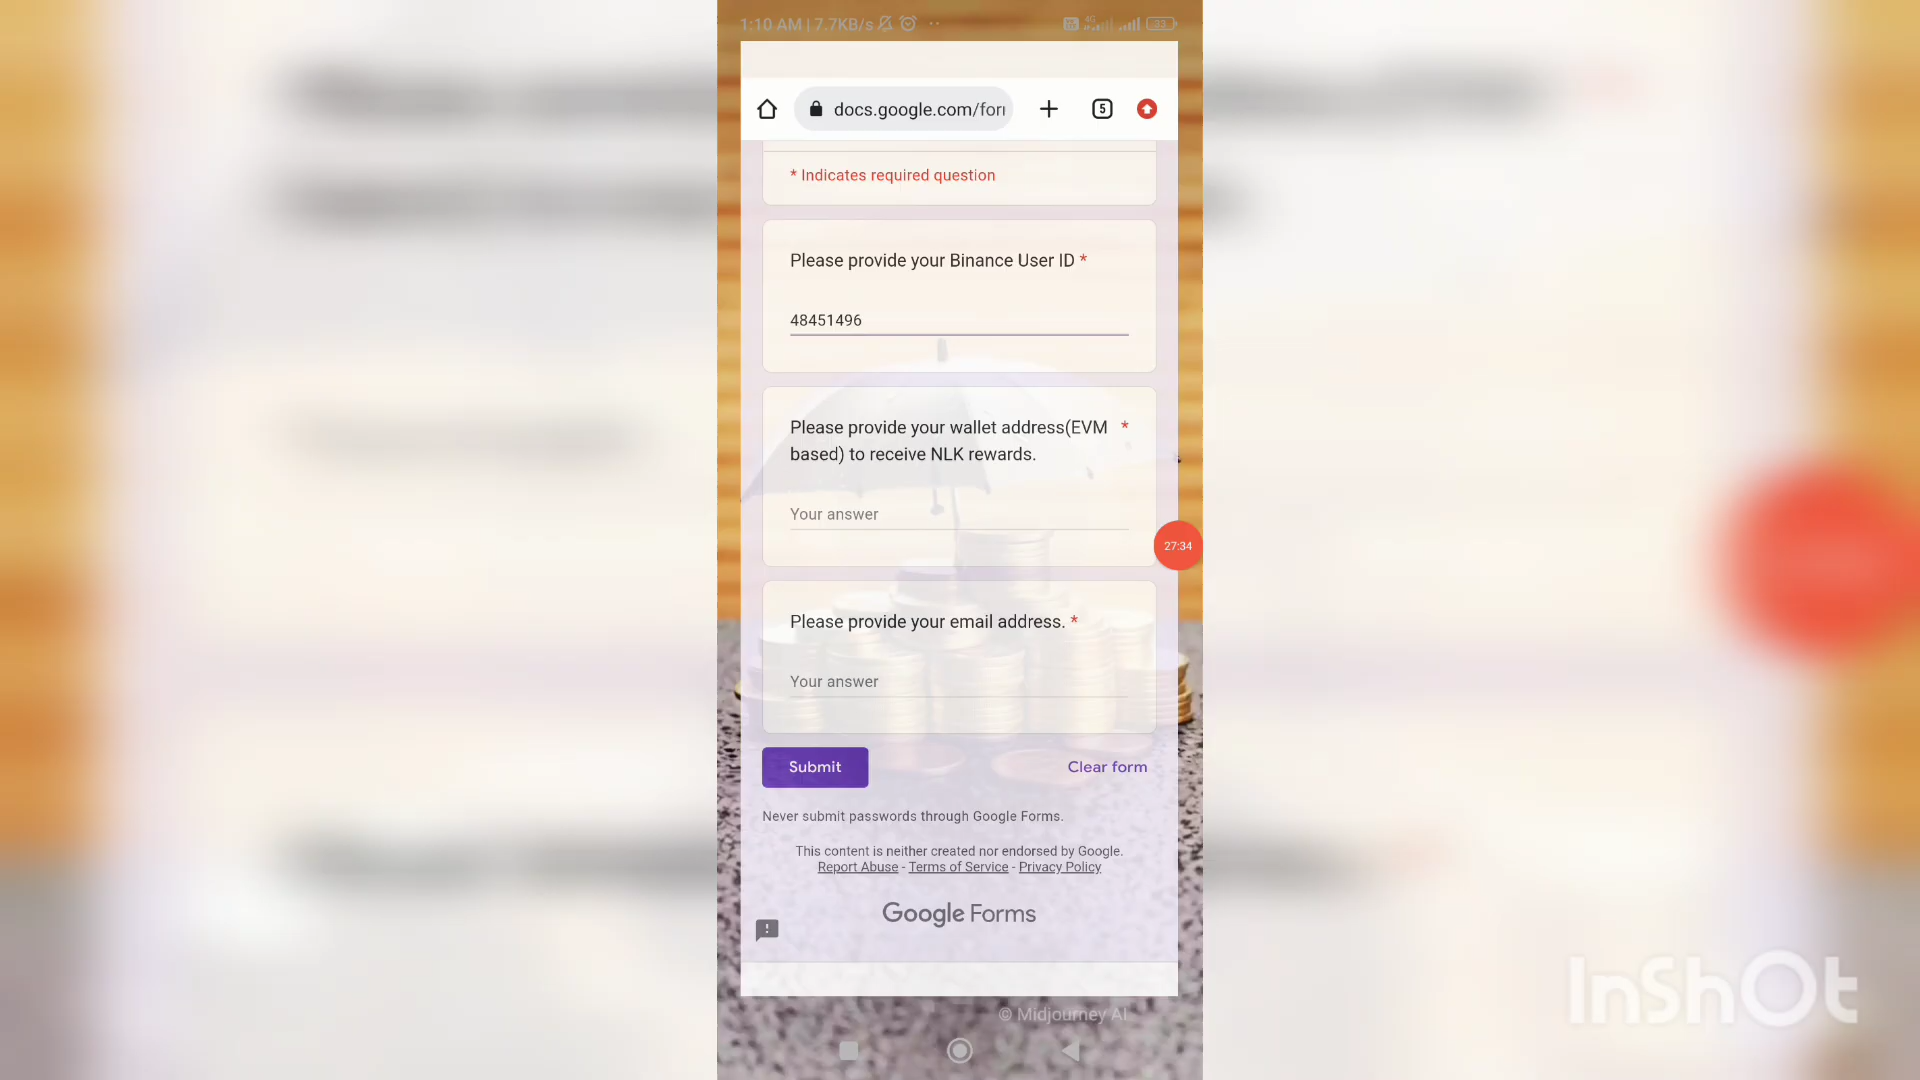 1:10 AM | 7.7KB/s
33
docs.google.com/for
5
* Indicates required question
Please provide your Binance User ID *
48451496
Please provide your wallet address(EVM *
based) to receive NLK rewards.
Your answer
27:34
Please provide your email address. *
Your answer
Submit
Clear form
Never submit passwords through Google Forms.
This content is neither created nor endorsed by Google.
Report Abuse - Terms of Service - Privacy Policy
Google Forms
InShOt
© Midjourney AI